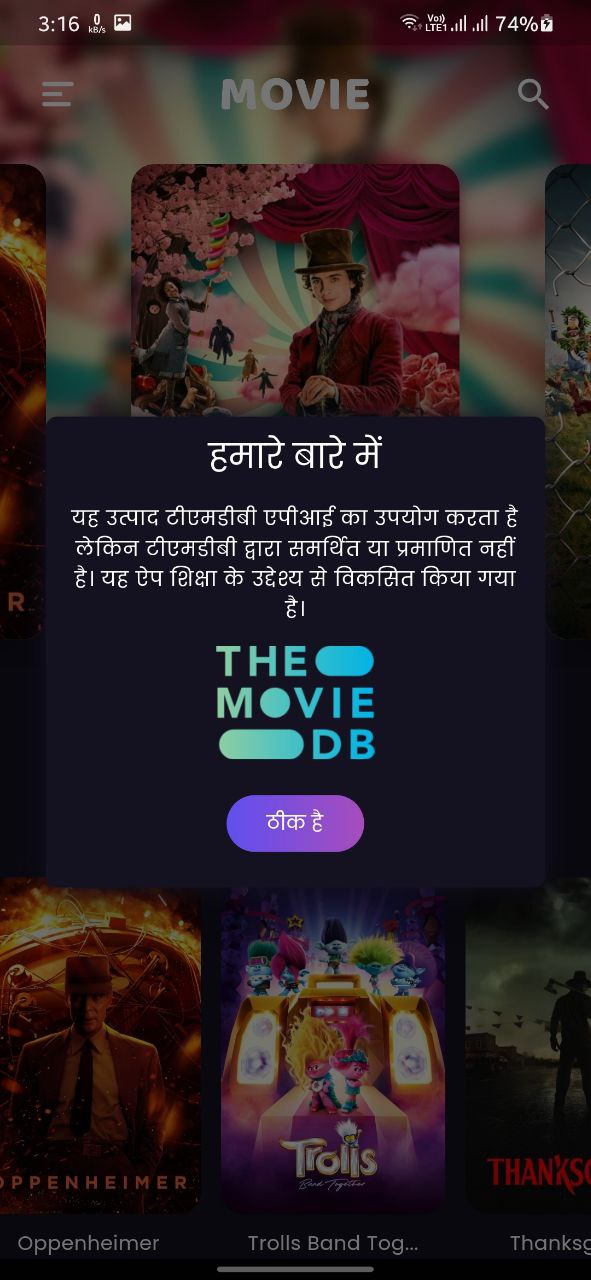 3:16 0 kB/s Vo) LTE1 74%
MOVIE
हमारे बारे में
यह उत्पाद टीएमडीबी एपीआई का उपयोग करता है
लेकिन टीएमडीबी द्वारा समर्थित या प्रमाणित नहीं
है। यह ऐप शिक्षा के उद्देश्य से विकसित किया गया
है।
R
THE
MOVIE
DB
ठीक है
OPPENHEIMER
Trolls
Band Together
THANKSG
Oppenheimer
Trolls Band Tog...
Thanksg